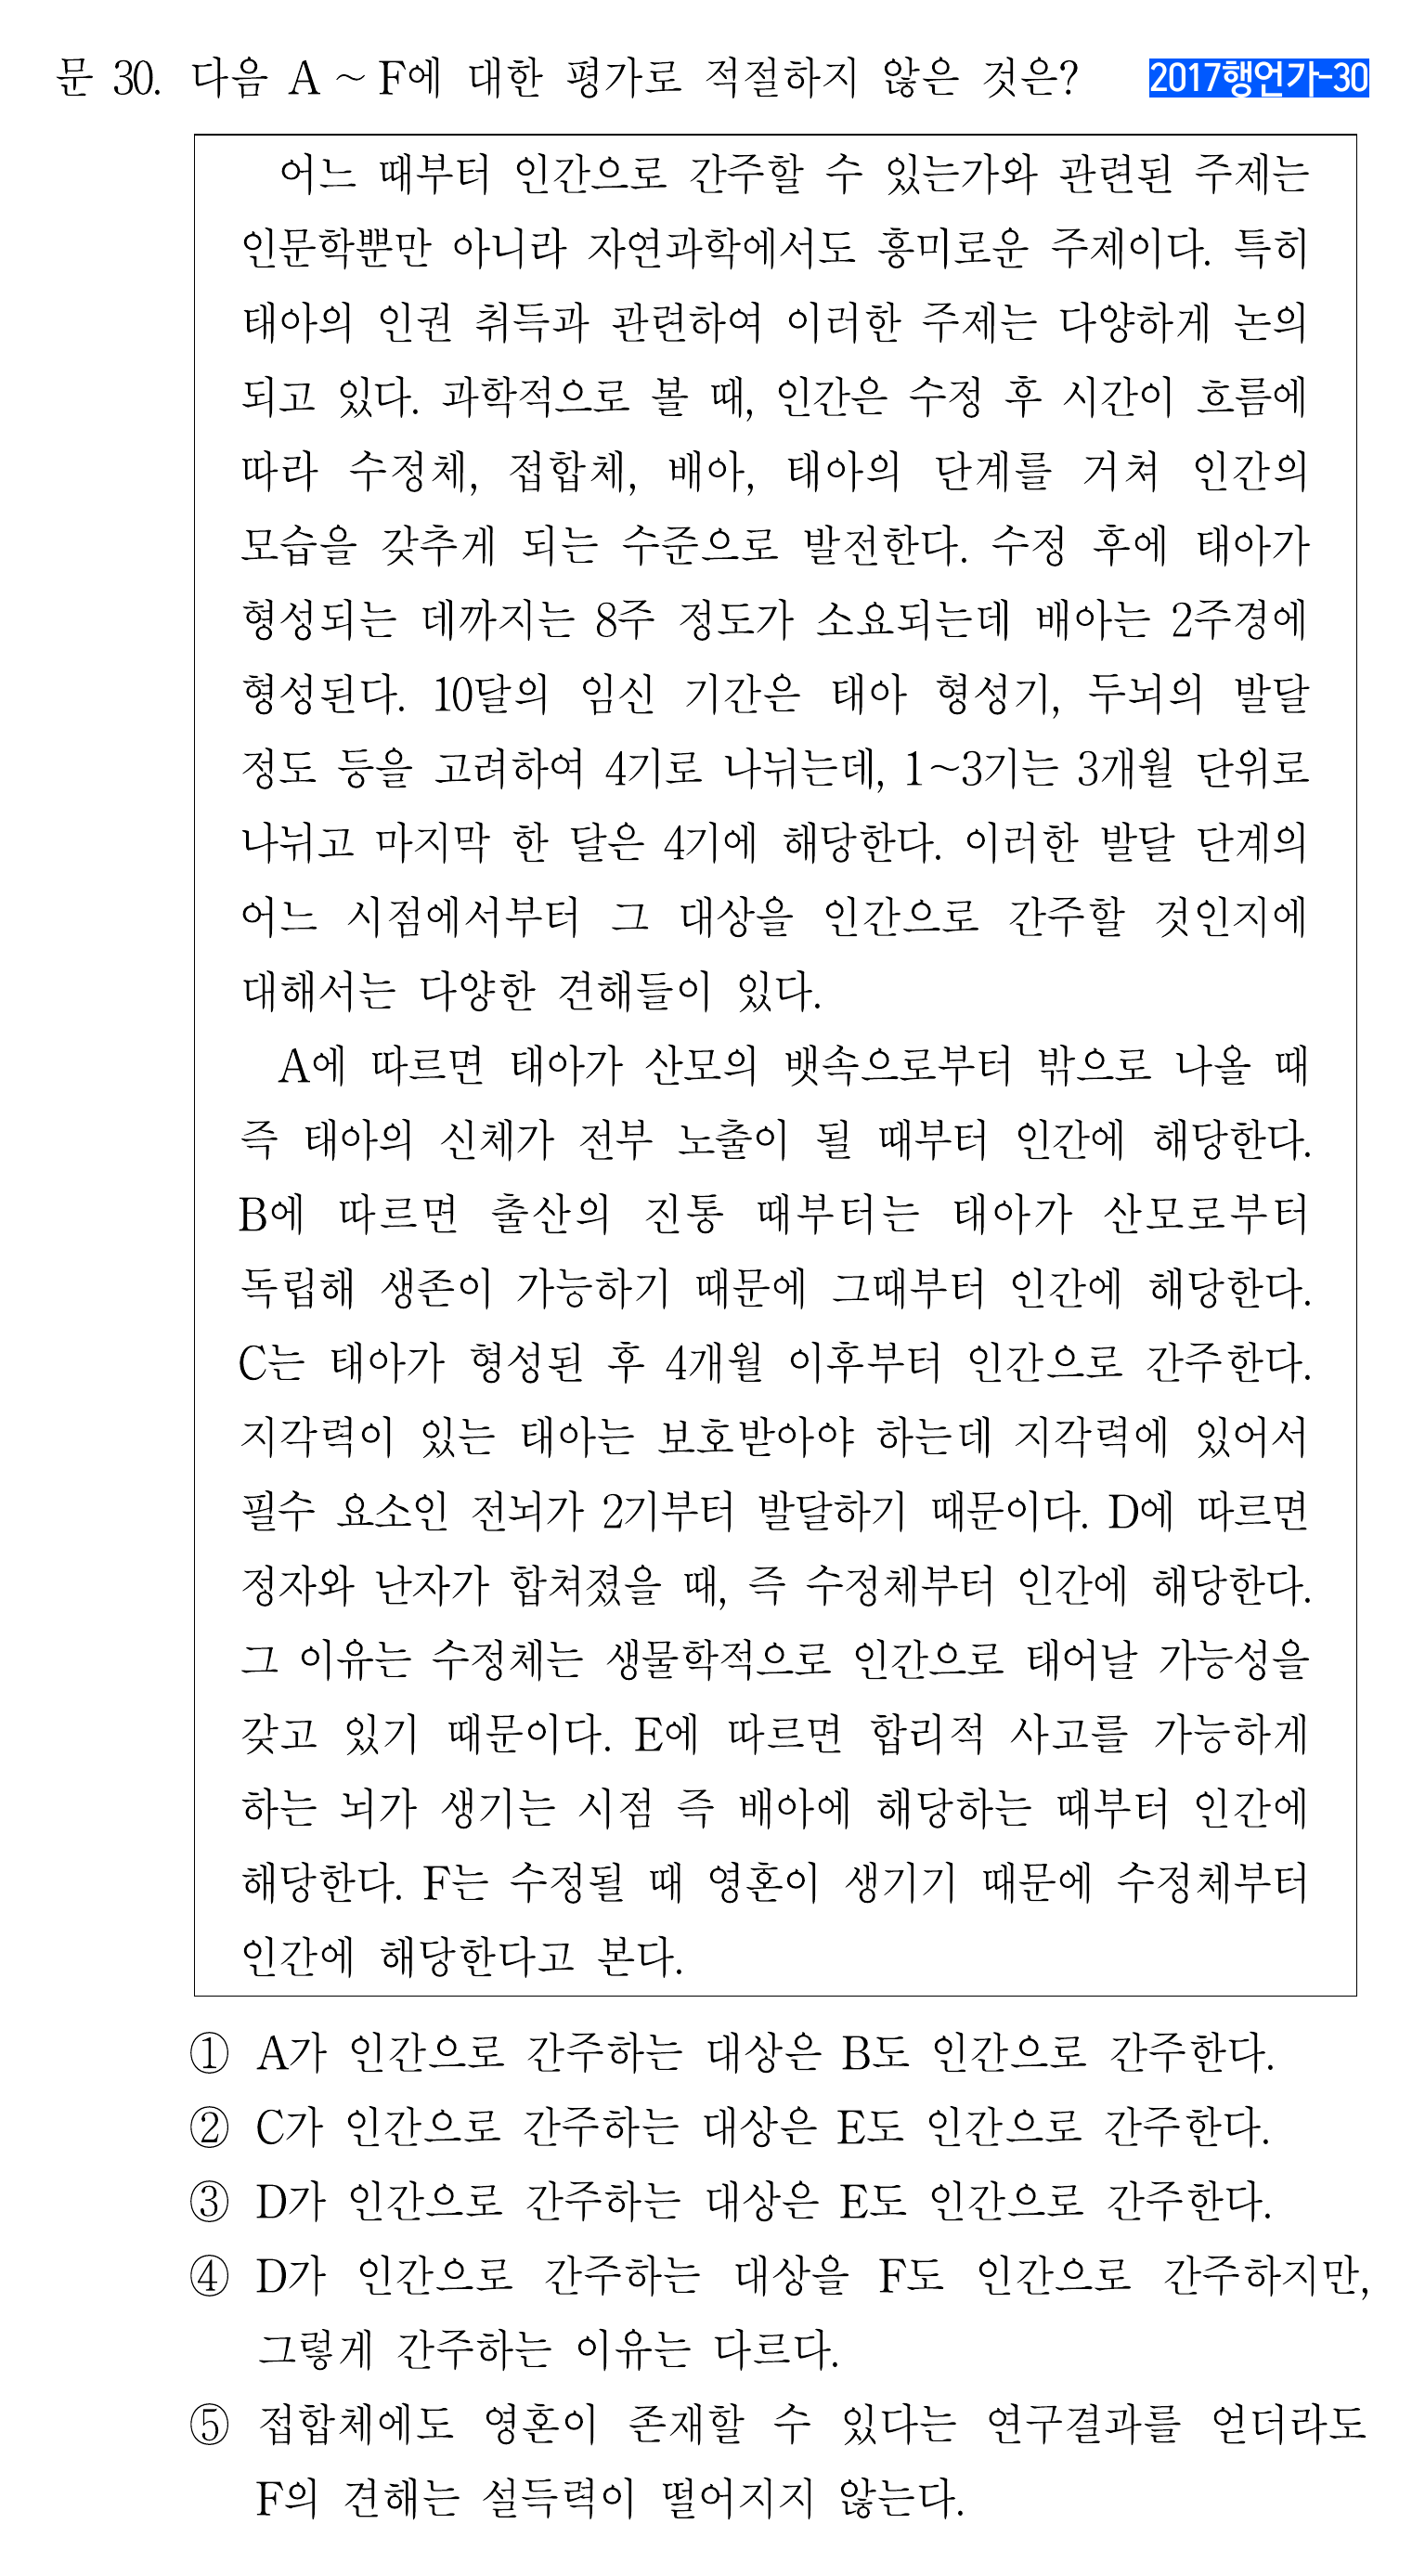 문 30. 다음 A ~ F에 대한 평가로 적절하지 않은 것은? 2017행언가-30
어느 때부터 인간으로 간주할 수 있는가와 관련된 주제는
인문학뿐만 아니라 자연과학에서도 흥미로운 주제이다. 특히
태아의 인권 취득과 관련하여 이러한 주제는 다양하게 논의
되고 있다. 과학적으로 볼 때, 인간은 수정 후 시간이 흐름에
따라 수정체, 접합체, 배아, 태아의 단계를 거쳐 인간의
모습을 갖추게 되는 수준으로 발전한다. 수정 후에 태아가
형성되는 데까지는 8주 정도가 소요되는데 배아는 2주경에
형성된다. 10달의 임신 기간은 태아 형성기, 두뇌의 발달
정도 등을 고려하여 4기로 나뉘는데, 1~3기는 3개월 단위로
나뉘고 마지막 한 달은 4기에 해당한다. 이러한 발달 단계의
어느 시점에서부터 그 대상을 인간으로 간주할 것인지에
대해서는 다양한 견해들이 있다.
A에 따르면 태아가 산모의 뱃속으로부터 밖으로 나올 때
즉 태아의 신체가 전부 노출이 될 때부터 인간에 해당한다.
B에 따르면 출산의 진통 때부터는 태아가 산모로부터
독립해 생존이 가능하기 때문에 그때부터 인간에 해당한다.
C는 태아가 형성된 후 4개월 이후부터 인간으로 간주한다.
지각력이 있는 태아는 보호받아야 하는데 지각력에 있어서
필수 요소인 전뇌가 2기부터 발달하기 때문이다. D에 따르면
정자와 난자가 합쳐졌을 때, 즉 수정체부터 인간에 해당한다.
그 이유는 수정체는 생물학적으로 인간으로 태어날 가능성을
갖고 있기 때문이다. E에 따르면 합리적 사고를 가능하게
하는 뇌가 생기는 시점 즉 배아에 해당하는 때부터 인간에
해당한다. F는 수정될 때 영혼이 생기기 때문에 수정체부터
인간에 해당한다고 본다.
① A가 인간으로 간주하는 대상은 B도 인간으로 간주한다.
② C가 인간으로 간주하는 대상은 E도 인간으로 간주한다.
③ D가 인간으로 간주하는 대상은 E도 인간으로 간주한다.
④ D가 인간으로 간주하는 대상을 F도 인간으로 간주하지만,
그렇게 간주하는 이유는 다르다.
⑤ 접합체에도 영혼이 존재할 수 있다는 연구결과를 얻더라도
F의 견해는 설득력이 떨어지지 않는다.